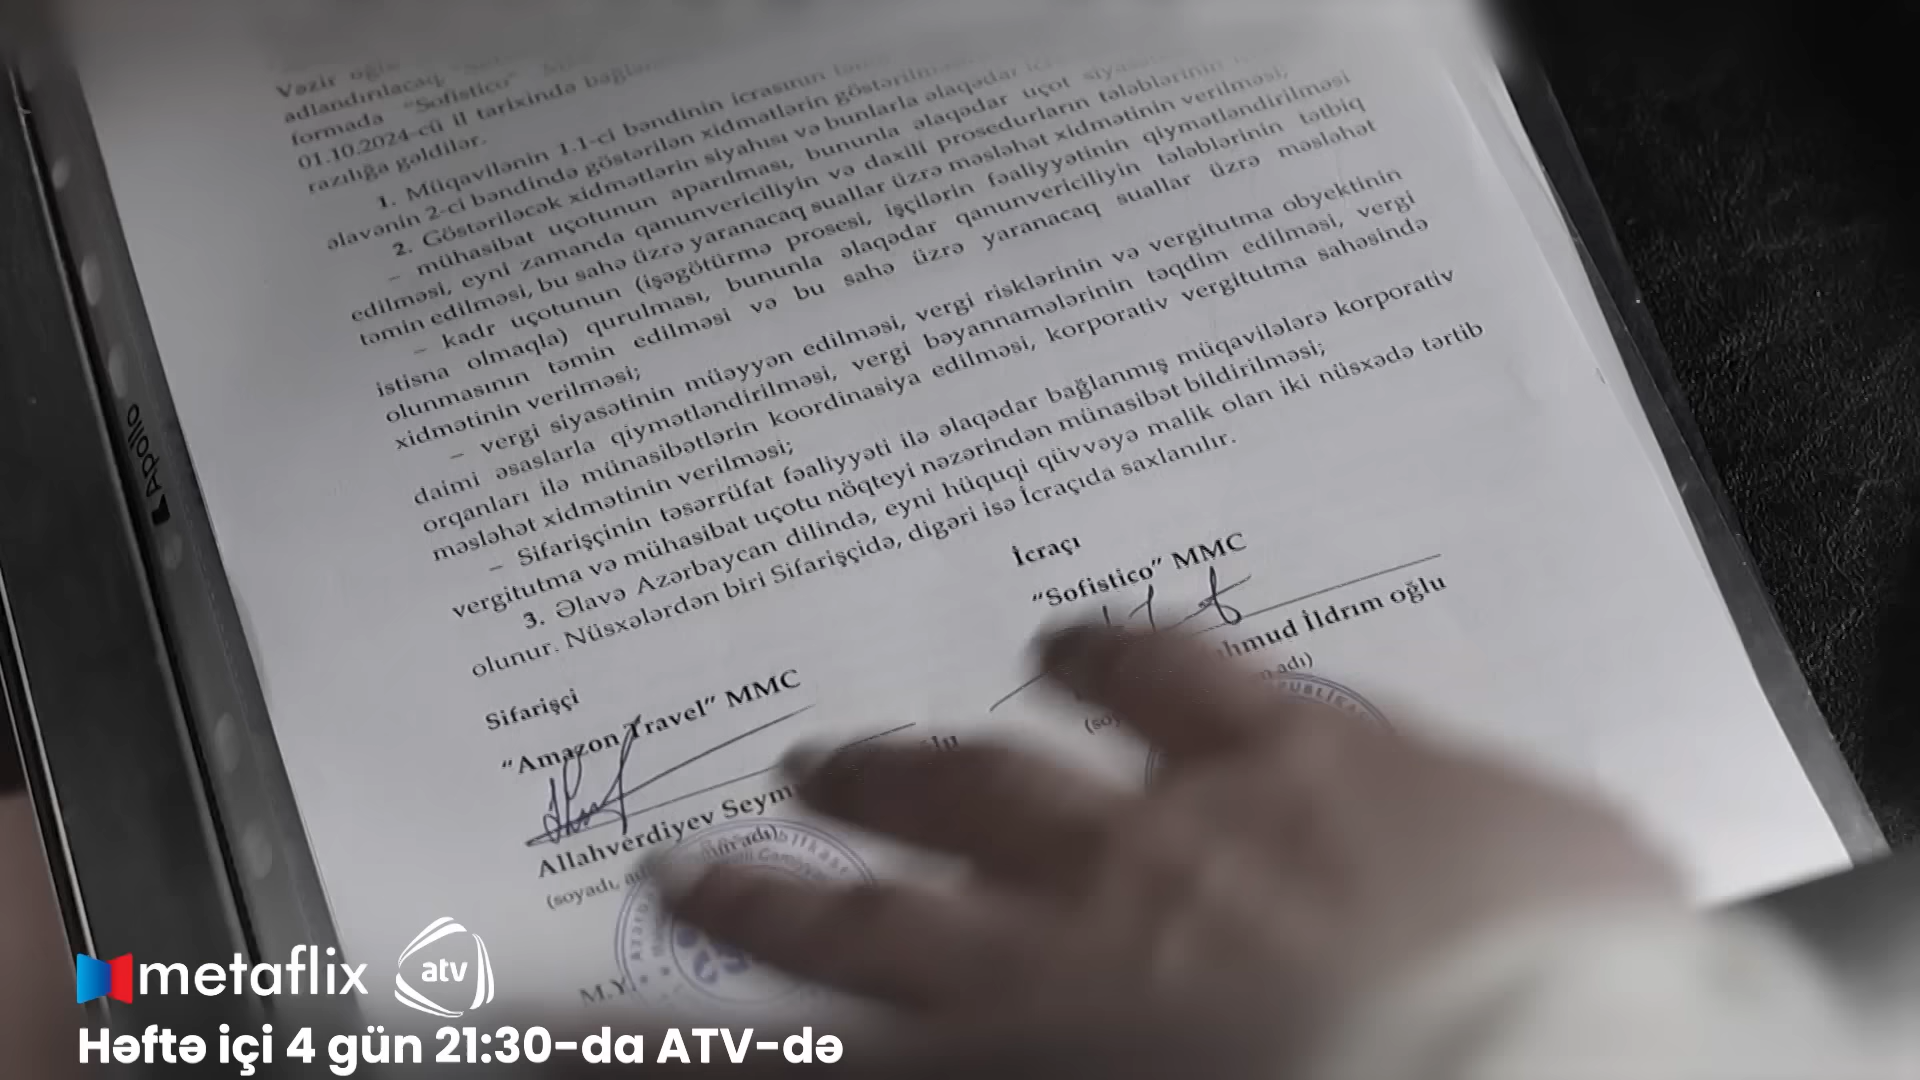 Vəzir oğlu
adlandırılacaq,
formada "Sofistico"
01.10.2024-cü il tarixində
razılığa gəldilər.
1. Müqavilənin 1.1-ci bəndinin icrasının
əlavənin 2-ci bəndində göstərilən xidmətlərin
2. Göstəriləcək xidmətlərin siyahısı və bunlarla əlaqədar
– mühasibat uçotunun aparılması, bununla əlaqədar uçot
edilməsi, eyni zamanda qanunvericiliyin və daxili prosedurların tələblərinin
təmin edilməsi, bu sahə üzrə yaranacaq suallar üzrə məsləhət xidmətinin verilməsi;
– kadr uçotunun (işəgötürmə prosesi, işçilərin fəaliyyətinin qiymətləndirilməsi
istisna olmaqla) qurulması, bununla əlaqədar qanunvericiliyin tələblərinin tətbiq
olunmasının təmin edilməsi və bu sahə üzrə yaranacaq suallar üzrə məsləhət
xidmətinin verilməsi;
– vergi siyasətinin müəyyən edilməsi, vergi risklərinin və vergitutma obyektinin
daimi əsaslarla qiymətləndirilməsi, vergi bəyannamələrinin təqdim edilməsi, vergi
orqanları ilə münasibətlərin koordinasiya edilməsi, korporativ vergitutma sahəsində
məsləhət xidmətinin verilməsi;
– Sifarişçinin təsərrüfat fəaliyyəti ilə əlaqədar bağlanmış müqavilələrə korporativ
vergitutma və mühasibat uçotu nöqteyi nəzərindən münasibət bildirilməsi;
3. Əlavə Azərbaycan dilində, eyni hüquqi qüvvəyə malik olan iki nüsxədə tərtib
olunur. Nüsxələrdən biri Sifarişçidə, digəri isə İcraçıda saxlanılır.
Sifarişçi
"Amazon Travel" MMC
Allahverdiyev
(soyadı,
M.Y.
İcraçı
"Sofistico" MMC
İldrım oğlu
adı)
Apollo
metaflix atv
Həftə içi 4 gün 21:30-da ATV-də